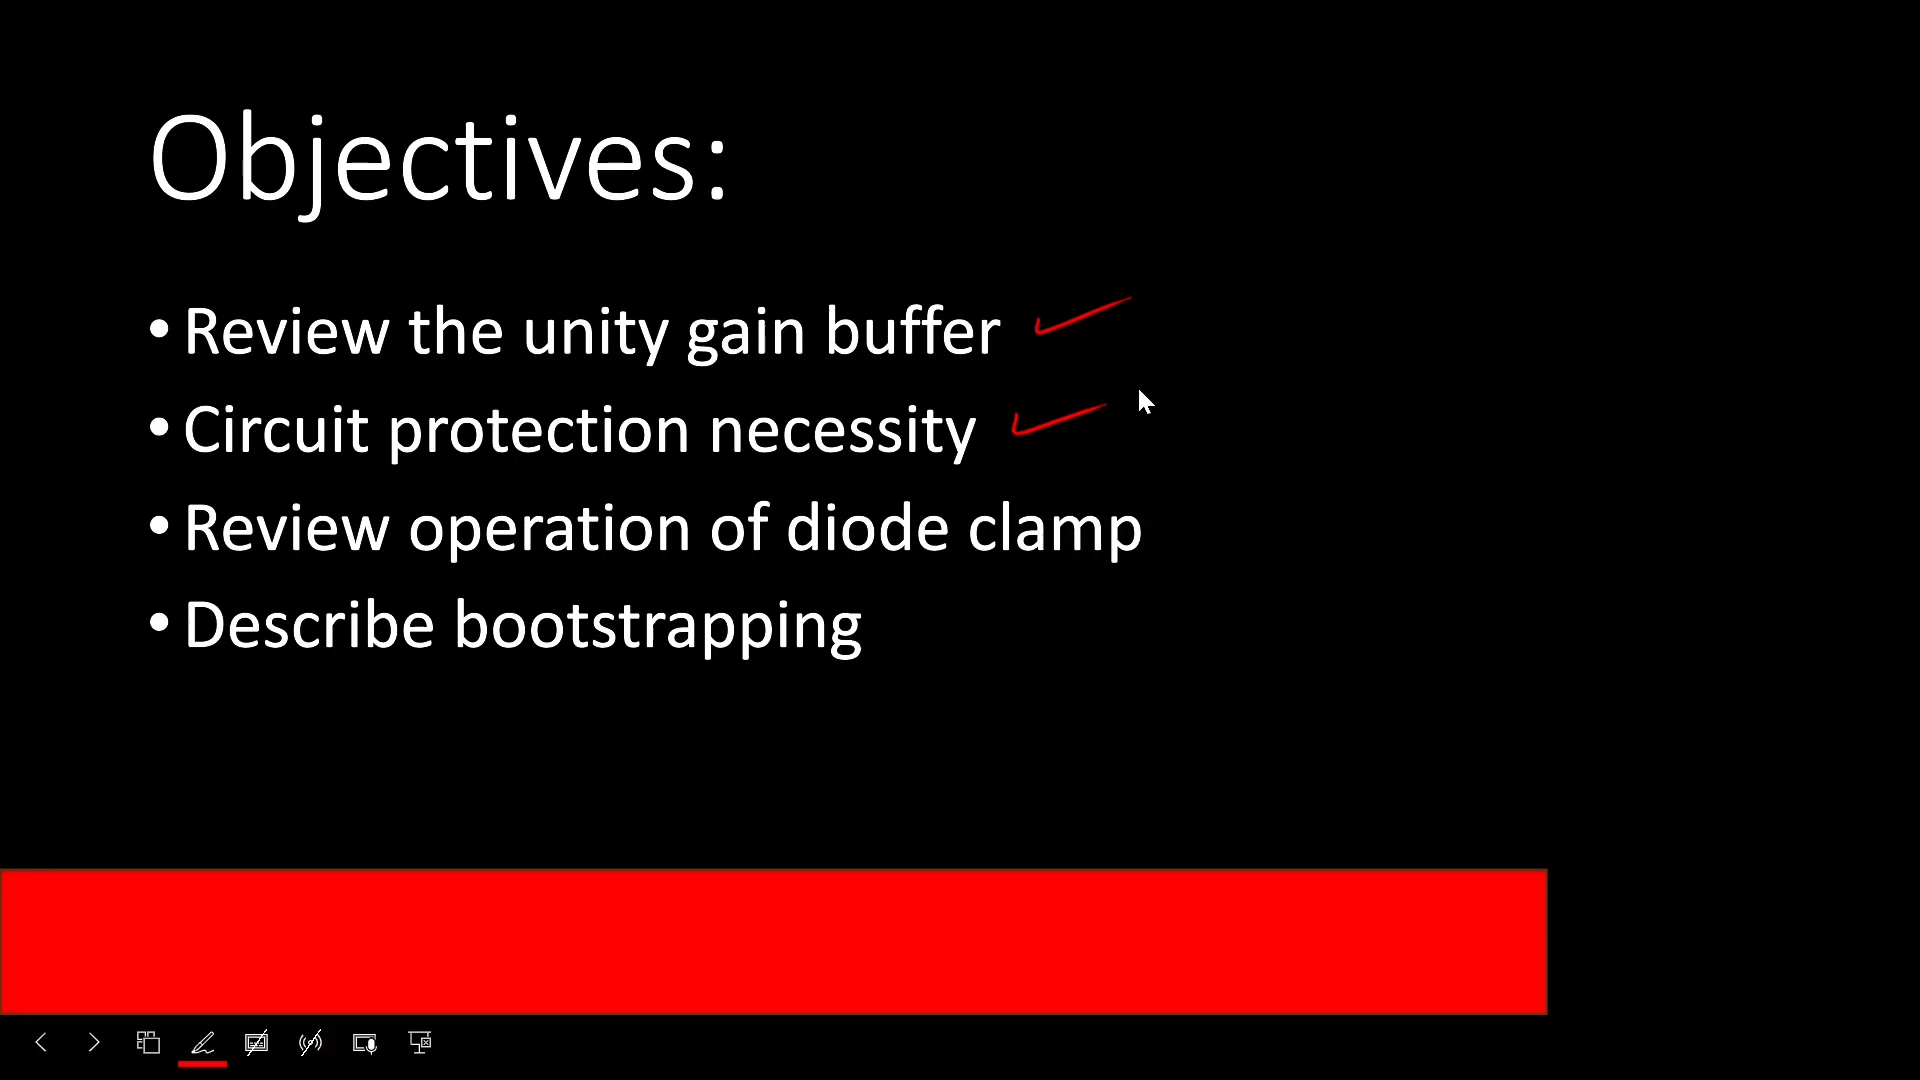 Objectives:
• Review the unity gain buffer ✓
• Circuit protection necessity ✓
• Review operation of diode clamp
• Describe bootstrapping